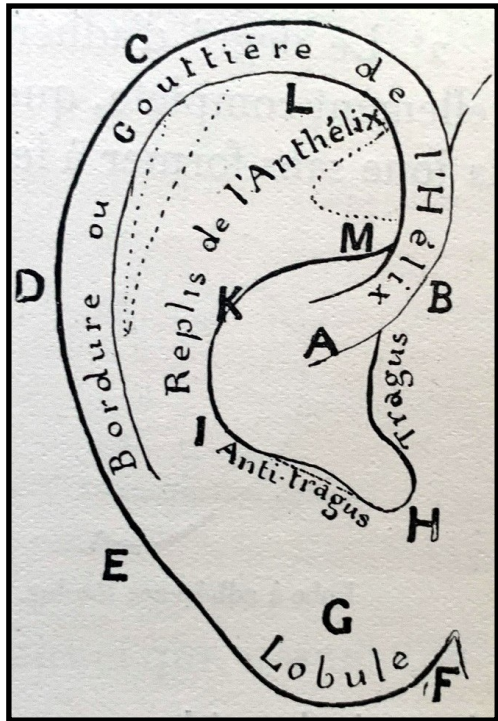 C
Bordure ou Gouttière de l'Hélix
L
Replis de l'Anthélix
M
D
K
B
A
Tragus
I
Anti-tragus
H
E
G
Lobule
F